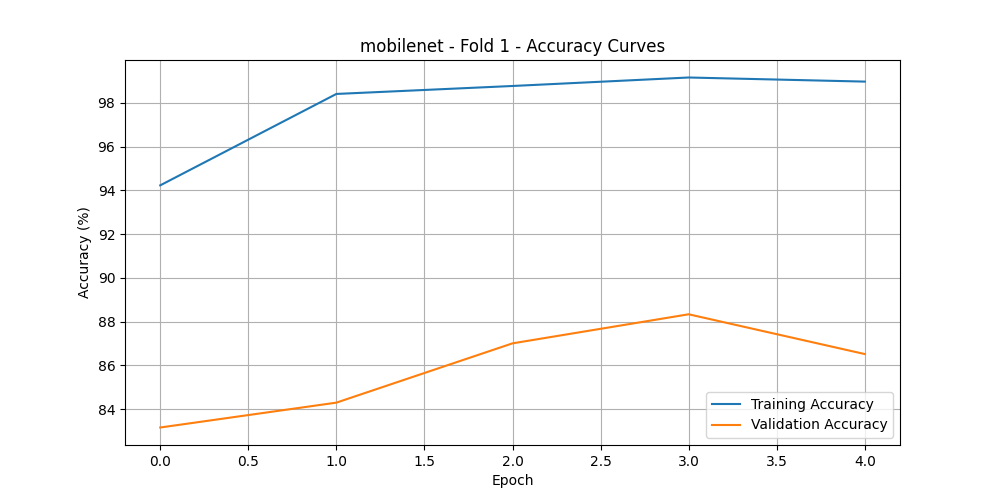 mobilenet - Fold 1 - Accuracy Curves
Accuracy (%)
98
96
94
92
90
88
86
84
Training Accuracy
Validation Accuracy
0.0 0.5 1.0 1.5 2.0 2.5 3.0 3.5 4.0
Epoch